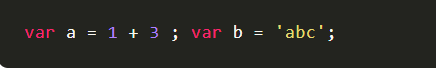 var a = 1 + 3 ; var b = 'abc';